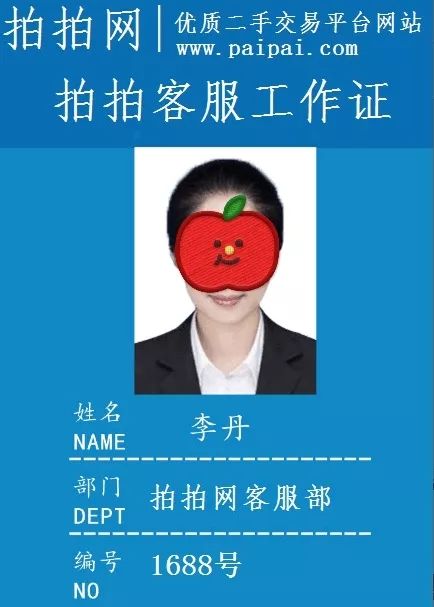 拍拍网|优质二手交易平台网站
www.paipai.com
拍拍客服工作证
姓名 李丹
NAME
部门 拍拍网客服部
DEPT
编号 1688号
NO